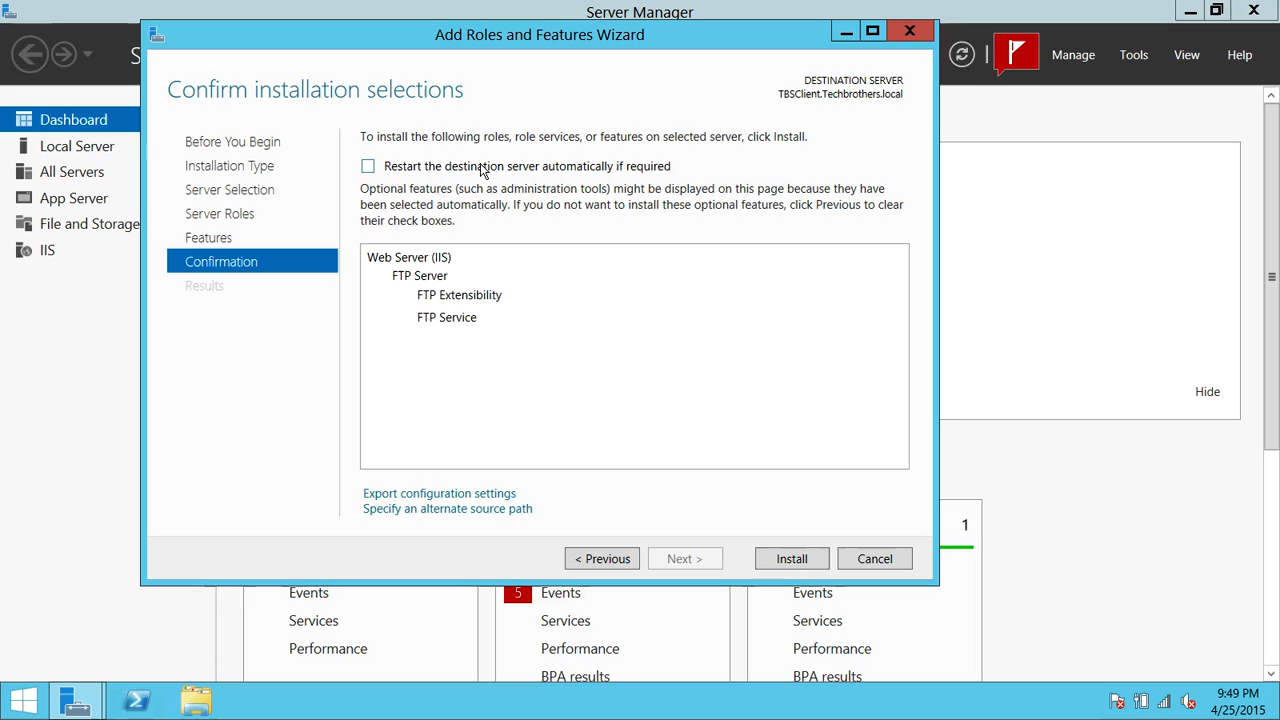 Server Manager
Add Roles and Features Wizard
Manage
Tools
View
Help
Confirm installation selections
DESTINATION SERVER
TBSClient.Techbrothers.local
Dashboard
Local Server
All Servers
App Server
File and Storage
IIS
Before You Begin
Installation Type
Server Selection
Server Roles
Features
Confirmation
Results
To install the following roles, role services, or features on selected server, click Install.
Restart the destination server automatically if required
Optional features (such as administration tools) might be displayed on this page because they have
been selected automatically. If you do not want to install these optional features, click Previous to clear
their check boxes.
Web Server (IIS)
FTP Server
FTP Extensibility
FTP Service
Export configuration settings
Specify an alternate source path
< Previous
Next >
Install
Cancel
Hide
1
Events
Services
Performance
5
Events
Services
Performance
BPA results
Events
Services
Performance
BPA results
9:49 PM
4/25/2015